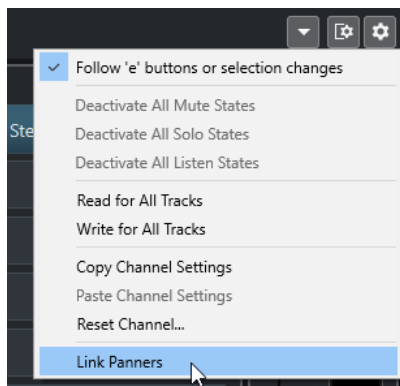 Follow 'e' buttons or selection changes
Deactivate All Mute States
Ste
Deactivate All Solo States
Deactivate All Listen States
Read for All Tracks
Write for All Tracks
Copy Channel Settings
Paste Channel Settings
Reset Channel...
Link Panners